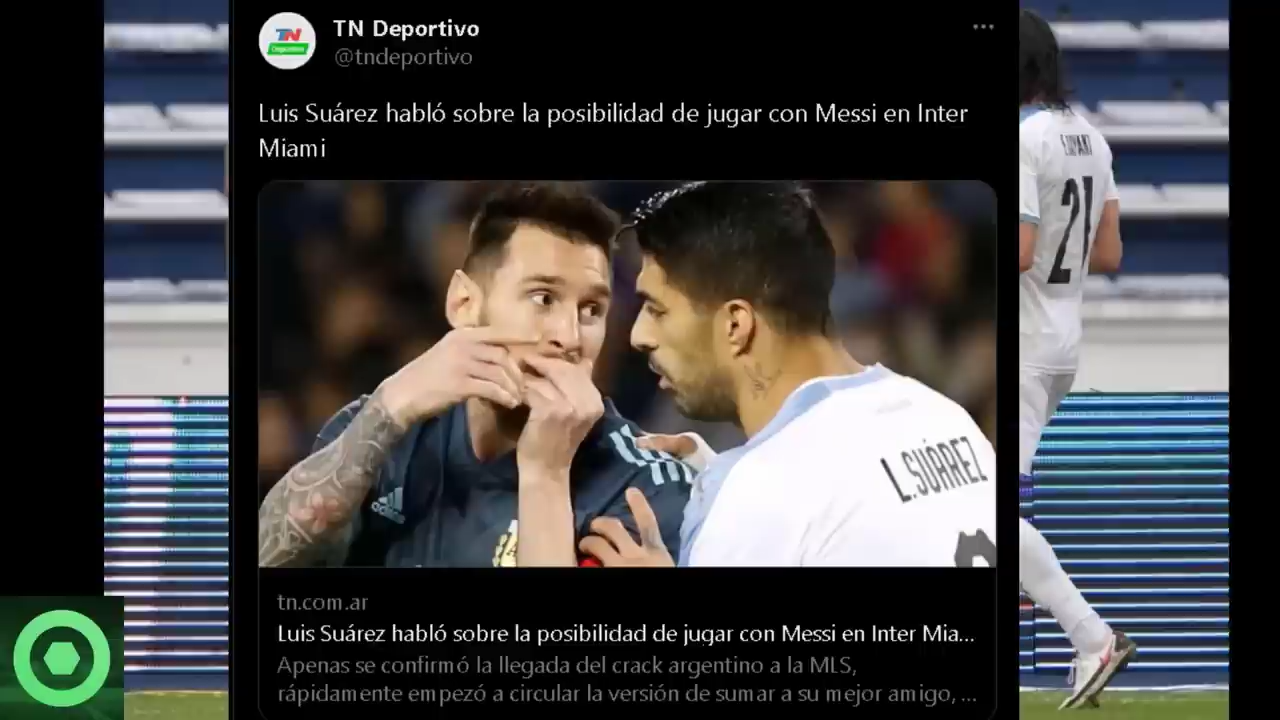 TN Deportivo
@tndeportivo
Luis Suárez habló sobre la posibilidad de jugar con Messi en Inter
Miami
adidas
L.SUÁREZ
21
tn.com.ar
Luis Suárez habló sobre la posibilidad de jugar con Messi en Inter Mia...
Apenas se confirmó la llegada del crack argentino a la MLS,
rápidamente empezó a circular la versión de sumar a su mejor amigo, ...